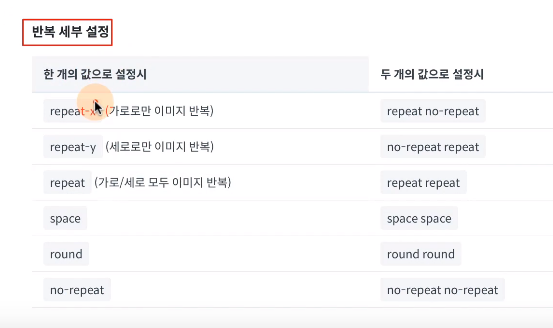 반복 세부 설정
한 개의 값으로 설정시 두 개의 값으로 설정시
repeat-x (가로로만 이미지 반복) repeat no-repeat
repeat-y (세로로만 이미지 반복) no-repeat repeat
repeat (가로/세로 모두 이미지 반복) repeat repeat
space space space
round round round
no-repeat no-repeat no-repeat